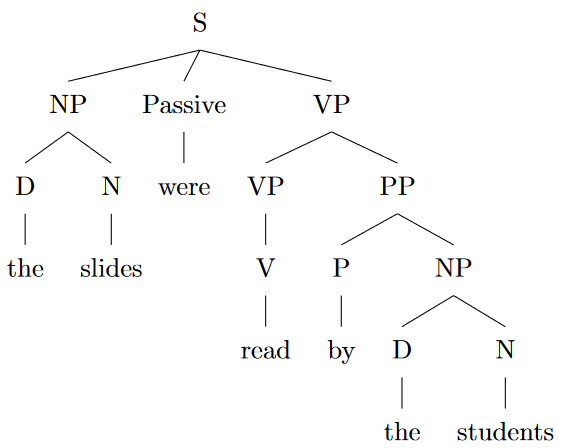 S
NP Passive VP
D N were VP PP
the slides V P NP
read by D N
the students